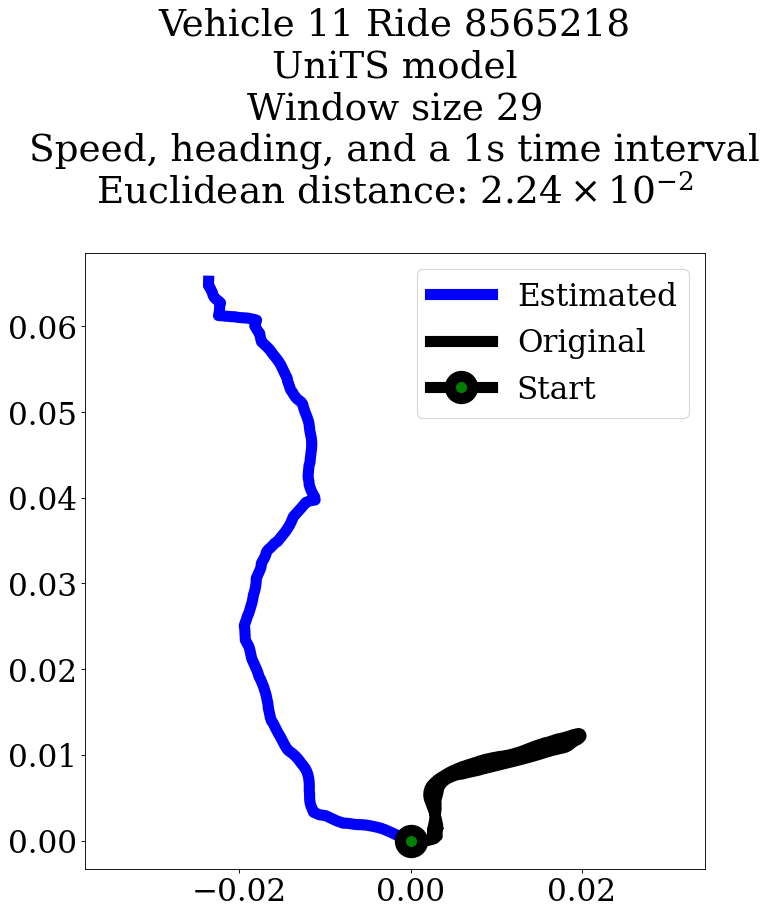 Vehicle 11 Ride 8565218
UniTS model
Window size 29
Speed, heading, and a 1s time interval
Euclidean distance: 2.24 × 10⁻²
Estimated
Original
Start
0.06
0.05
0.04
0.03
0.02
0.01
0.00
−0.02 0.00 0.02